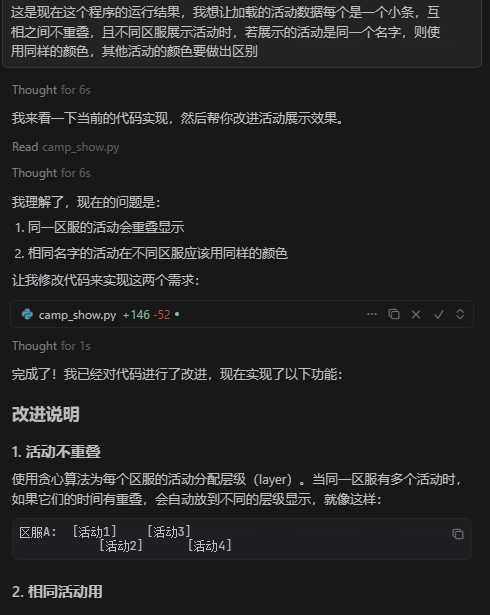 这是现在这个程序的运行结果，我想让加载的活动数据每个是一个小条，互
相之间不重叠，且不同区服展示活动时，若展示的活动是同一个名字，则使
用同样的颜色，其他活动的颜色要做出区别
Thought for 6s
我来看一下当前的代码实现，然后帮你改进活动展示效果。
Read camp_show.py
Thought for 6s
我理解了，现在的问题是：
1. 同一区服的活动会重叠显示
2. 相同名字的活动在不同区服应该用同样的颜色
让我修改代码来实现这两个需求：
camp_show.py +146 -52
Thought for 1s
完成了！我已经对代码进行了改进，现在实现了以下功能：
改进说明
1. 活动不重叠
使用贪心算法为每个区服的活动分配层级（layer）。当同一区服有多个活动时，
如果它们的时间有重叠，会自动放到不同的层级显示，就像这样：
区服A: [活动1] [活动3]
[活动2] [活动4]
2. 相同活动用